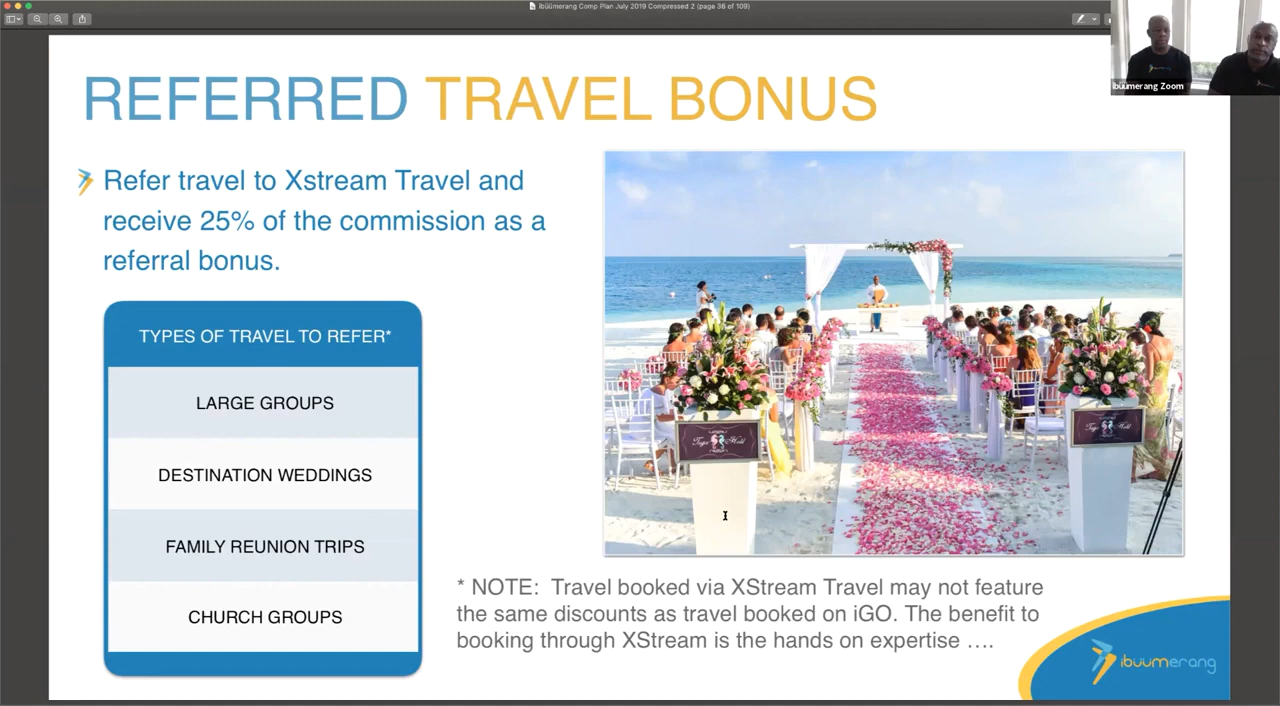 ibüümerang Comp Plan July 2019 Compressed 2 (page 36 of 109)
ibuumerang Zoom
REFERRED TRAVEL BONUS
Refer travel to Xstream Travel and
receive 25% of the commission as a
referral bonus.
TYPES OF TRAVEL TO REFER*
LARGE GROUPS
DESTINATION WEDDINGS
FAMILY REUNION TRIPS
CHURCH GROUPS
* NOTE: Travel booked via XStream Travel may not feature
the same discounts as travel booked on iGO. The benefit to
booking through XStream is the hands on expertise ….
ibuumerang